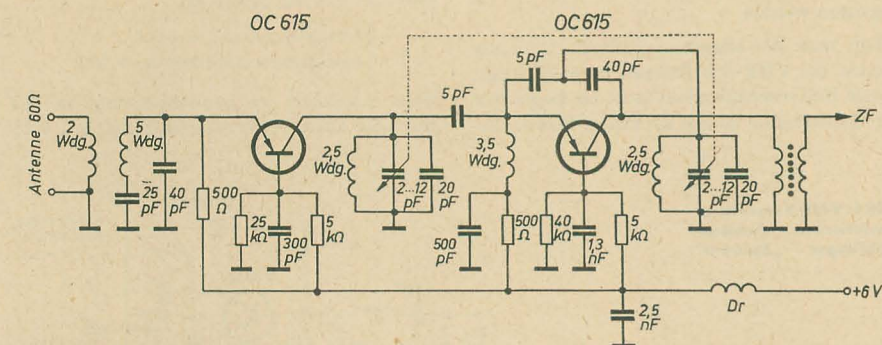 OC 615
OC 615
5 pF
40 pF
5 pF
Antenne 60Ω
2 Wdg.
5 Wdg.
25 pF
40 pF
500 Ω
25 kΩ
300 pF
5 kΩ
2,5 Wdg.
2...12 pF
20 pF
3,5 Wdg.
500 pF
500 Ω
40 kΩ
1,3 nF
5 kΩ
2,5 Wdg.
2...12 pF
20 pF
ZF
Dr
+6V
2,5 nF